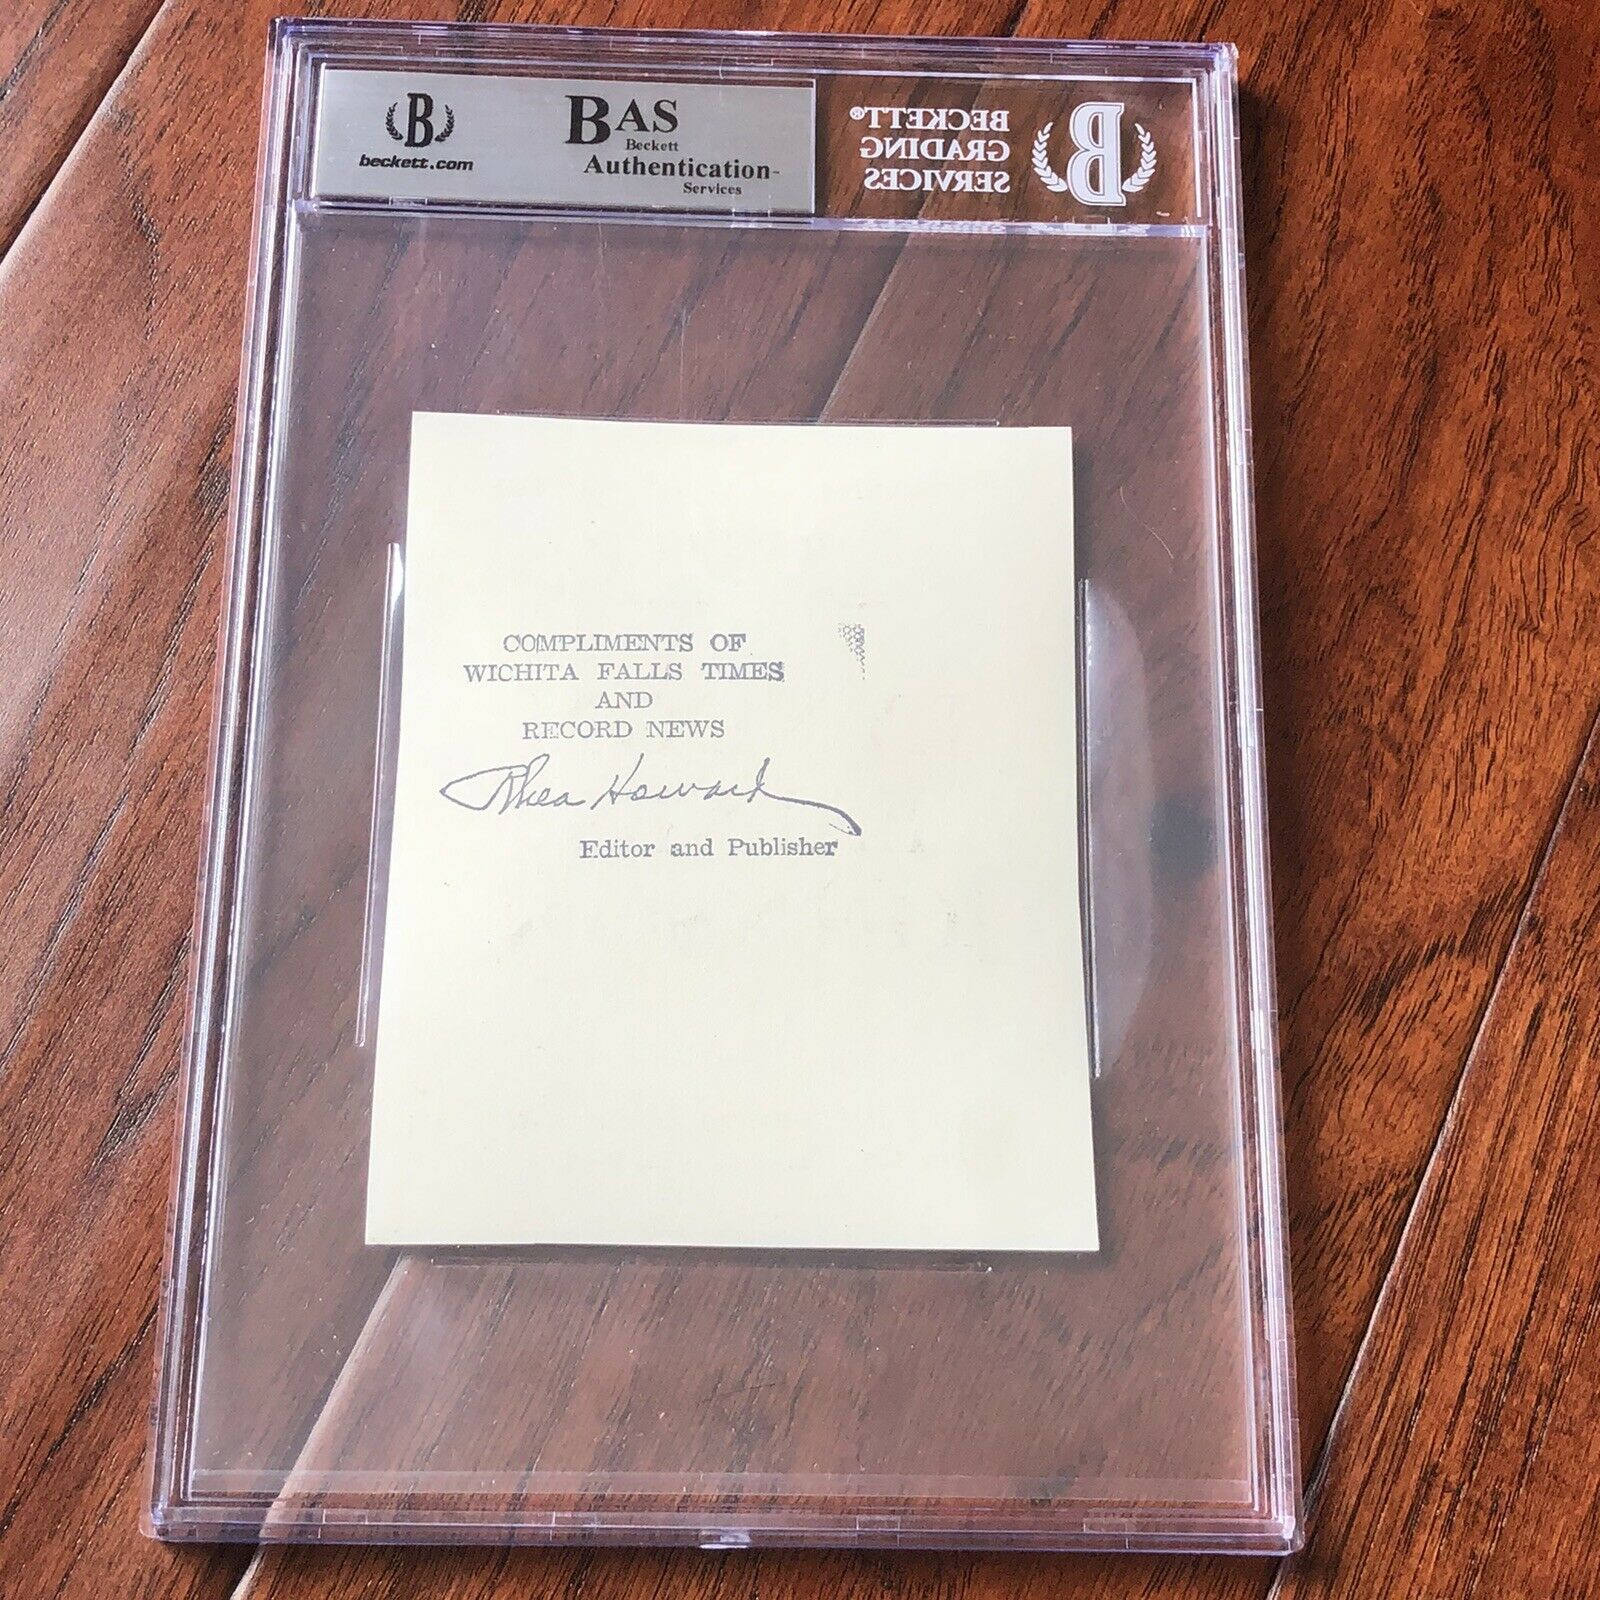 B
beckett.com
BAS
Beckett
Authentication
Services
BECKETT®
GRADING
SERVICES
B
COMPLIMENTS OF
WICHITA FALLS TIMES
AND
RECORD NEWS
Rhea Howard
Editor and Publisher